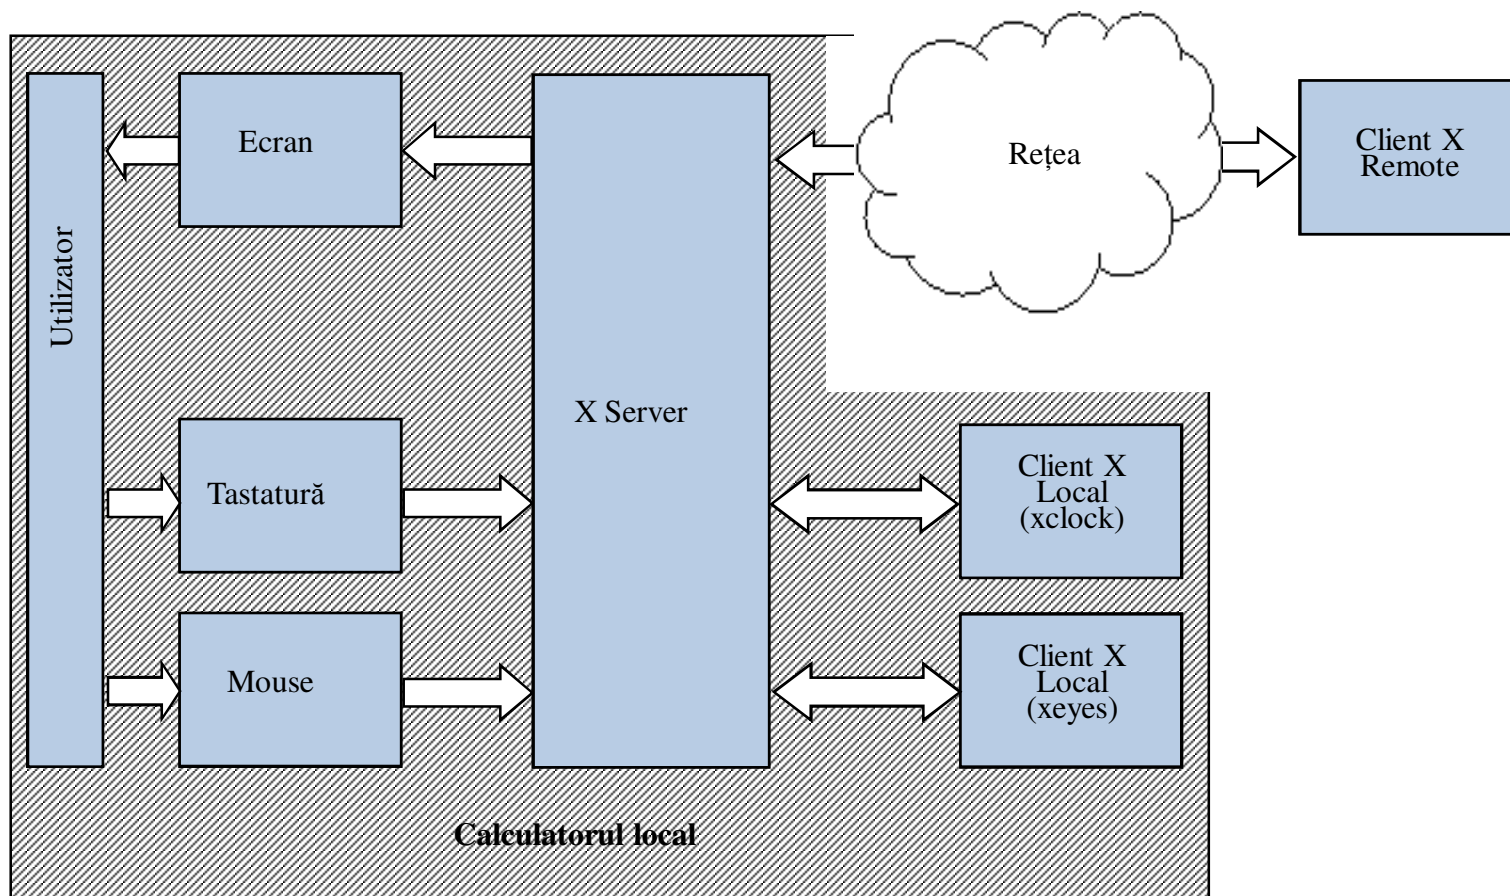 Ecran
Rețea
Client X
Remote
Utilizator
X Server
Tastatură
Client X
Local
(xclock)
Mouse
Client X
Local
(xeyes)
Calculatorul local